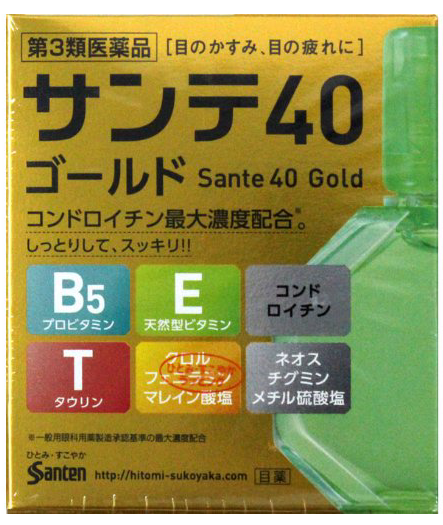 第3類医薬品 [目のかすみ、目の疲れに]
サンテ40
ゴールド Sante 40 Gold
コンドロイチン最大濃度配合※。
しっとりして、スッキリ!!
B5
プロビタミン
E
天然型ビタミン
コンド
ロイチン
T
タウリン
クロル
フェニラミン
マレイン酸塩
ネオス
チグミン
メチル硫酸塩
※一般用眼科用薬製造承認基準の最大濃度配合
ひとみ・すこやか
Santen http://hitomi-sukoyaka.com 目薬